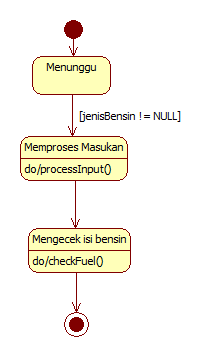 Menunggu
[jenisBensin != NULL]
Memproses Masukan
do/processInput()
Mengecek isi bensin
do/checkFuel()